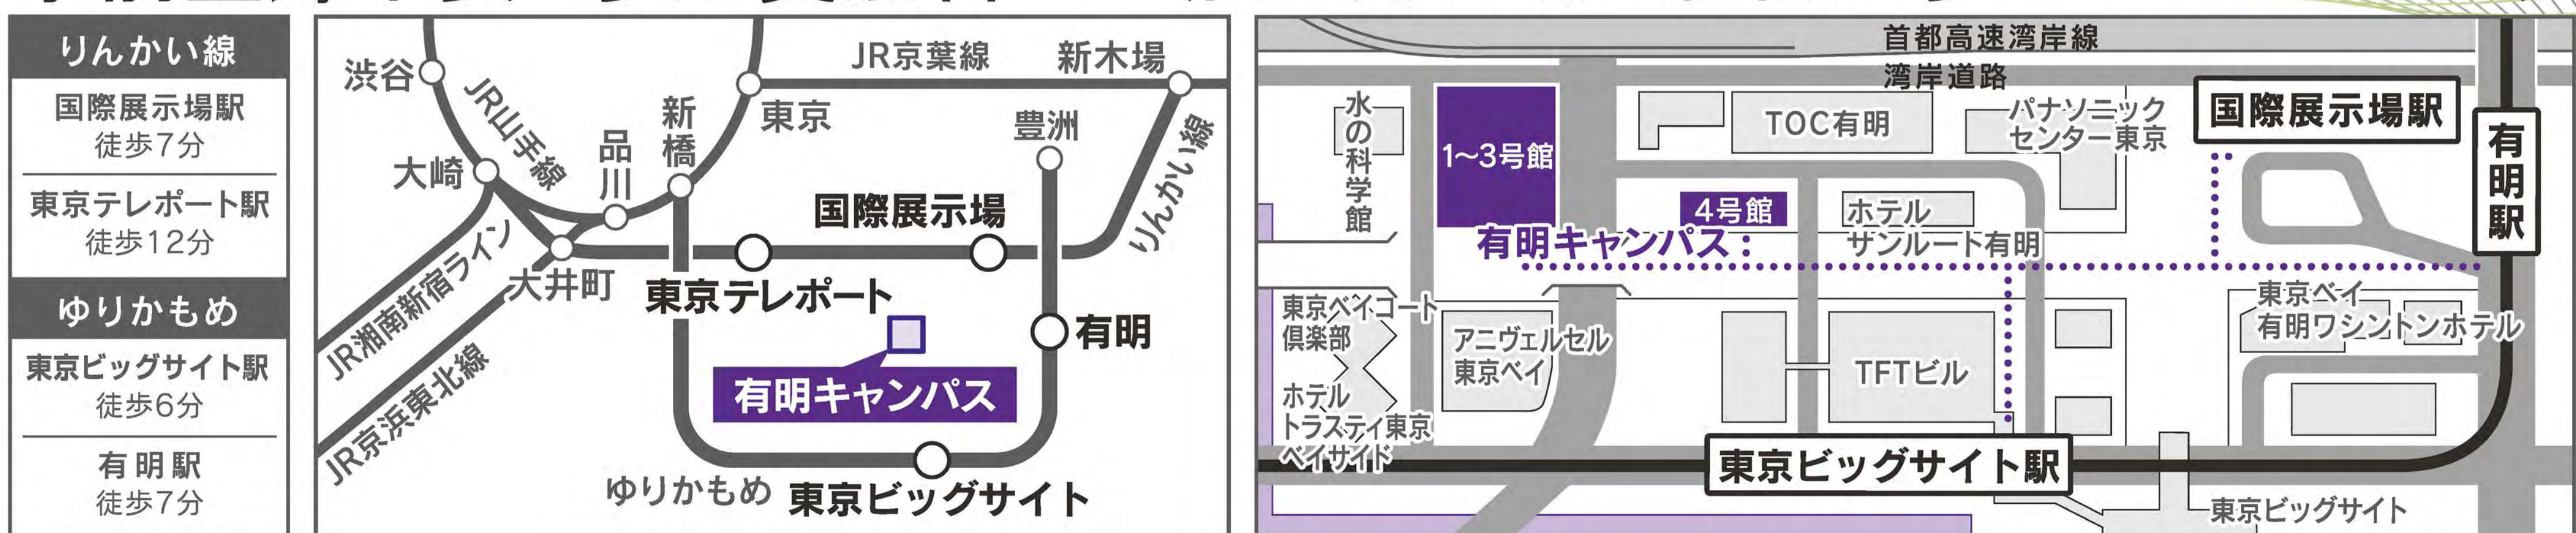 りんかい線
国際展示場駅
徒歩7分
東京テレポート駅
徒歩12分
ゆりかもめ
東京ビッグサイト駅
徒歩6分
有明駅
徒歩7分
渋谷
JR山手線
大崎
品川
新橋
東京
JR京葉線
新木場
豊洲
りんかい線
国際展示場
大井町
東京テレポート
JR湘南新宿ライン
JR京浜東北線
有明
有明キャンパス
ゆりかもめ
東京ビッグサイト
首都高速湾岸線
湾岸道路
水の科学館
1～3号館
TOC有明
パナソニック
センター東京
国際展示場駅
有明駅
4号館
ホテル
サンルート有明
有明キャンパス
東京ベイコート
倶楽部
アニヴェルセル
東京ベイ
ホテル
トラスティ東京
ベイサイド
TFTビル
東京ベイ
有明ワシントンホテル
東京ビッグサイト駅
東京ビッグサイト